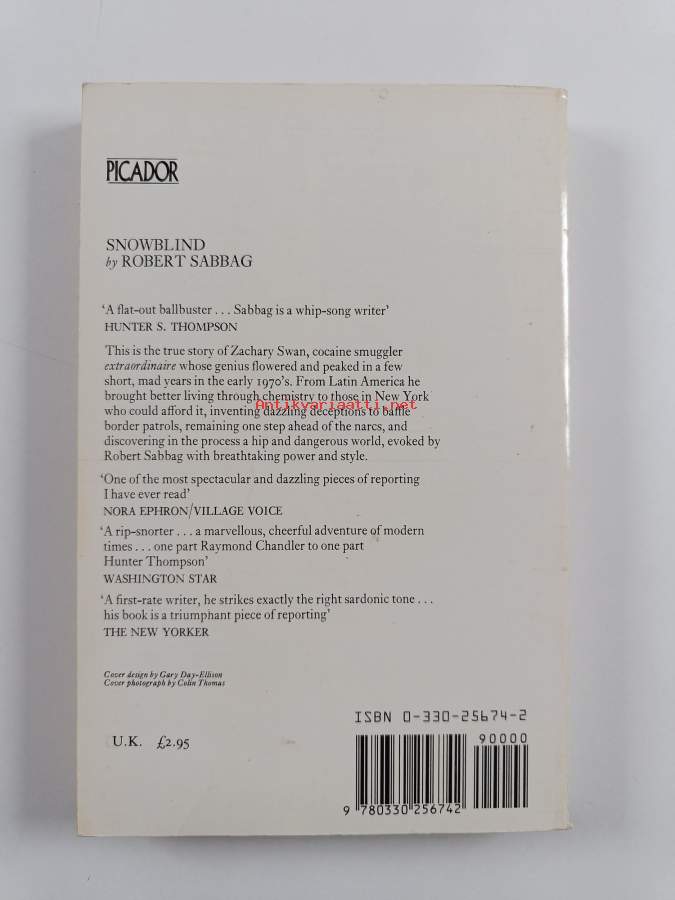 PICADOR
SNOWBLIND
by ROBERT SABBAG
‘A flat-out ballbuster . . . Sabbag is a whip-song writer’
HUNTER S. THOMPSON
This is the true story of Zachary Swan, cocaine smuggler
extraordinaire whose genius flowered and peaked in a few
short, mad years in the early 1970's. From Latin America he
brought better living through chemistry to those in New York
who could afford it, inventing dazzling deceptions to baffle
Antikvariaatti.net
border patrols, remaining one step ahead of the narcs, and
discovering in the process a hip and dangerous world, evoked by
Robert Sabbag with breathtaking power and style.
‘One of the most spectacular and dazzling pieces of reporting
I have ever read’
NORA EPHRON/VILLAGE VOICE
‘A rip-snorter . . . a marvellous, cheerful adventure of modern
times . . . one part Raymond Chandler to one part
Hunter Thompson’
WASHINGTON STAR
‘A first-rate writer, he strikes exactly the right sardonic tone . . .
his book is a triumphant piece of reporting’
THE NEW YORKER
Cover design by Gary Day-Ellison
Cover photograph by Colin Thomas
ISBN 0-330-25674-2
90000
U.K. £2.95
9 780330 256742